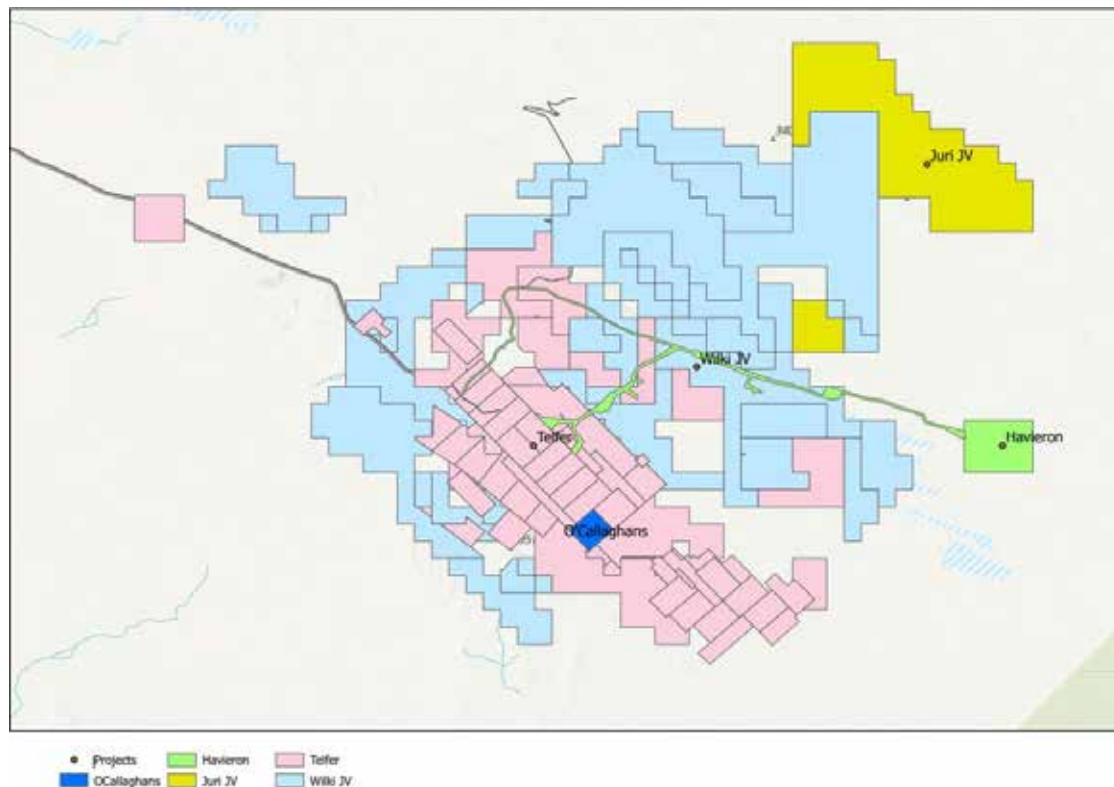 Juri JV
Wilki JV
Havieron
Telfer
O'Callaghans
Projects
Havieron
Telfer
OCallaghans
Juri JV
Wilki JV